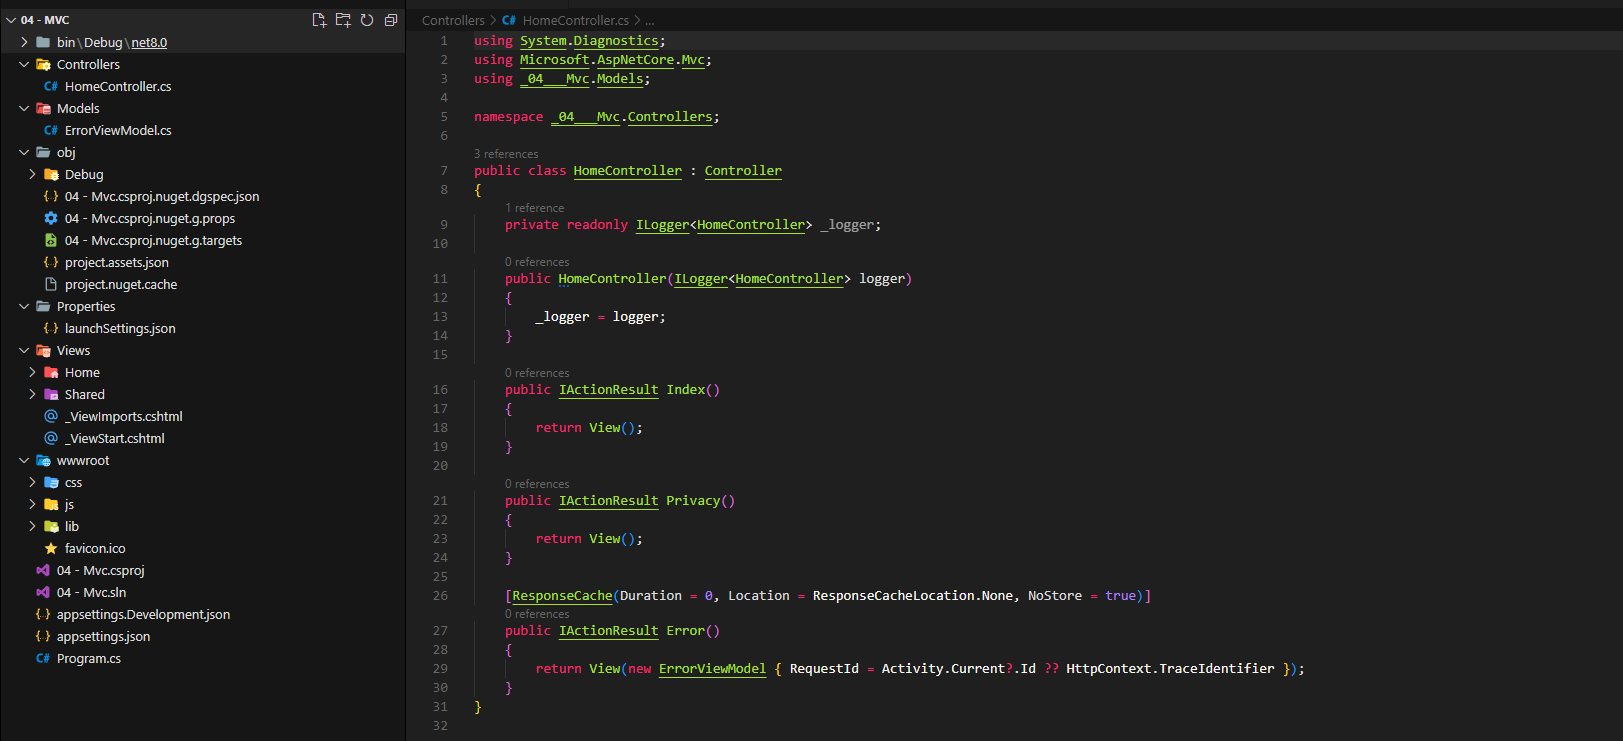 04 - MVC
bin\Debug\net8.0
Controllers
C# HomeController.cs
Models
C# ErrorViewModel.cs
obj
Debug
{..} 04 - Mvc.csproj.nuget.dgspec.json
04 - Mvc.csproj.nuget.g.props
04 - Mvc.csproj.nuget.g.targets
{..} project.assets.json
project.nuget.cache
Properties
{..} launchSettings.json
Views
Home
Shared
@ _ViewImports.cshtml
@ _ViewStart.cshtml
wwwroot
css
js
lib
favicon.ico
04 - Mvc.csproj
04 - Mvc.sln
{..} appsettings.Development.json
{..} appsettings.json
C# Program.cs
Controllers > C# HomeController.cs > ...
1 using System.Diagnostics;
2 using Microsoft.AspNetCore.Mvc;
3 using _04___Mvc.Models;
4
5 namespace _04___Mvc.Controllers;
6
3 references
7 public class HomeController : Controller
8 {
1 reference
9 private readonly ILogger<HomeController> _logger;
10
0 references
11 public HomeController(ILogger<HomeController> logger)
12 {
13 _logger = logger;
14 }
15
0 references
16 public IActionResult Index()
17 {
18 return View();
19 }
20
0 references
21 public IActionResult Privacy()
22 {
23 return View();
24 }
25
26 [ResponseCache(Duration = 0, Location = ResponseCacheLocation.None, NoStore = true)]
0 references
27 public IActionResult Error()
28 {
29 return View(new ErrorViewModel { RequestId = Activity.Current?.Id ?? HttpContext.TraceIdentifier });
30 }
31 }
32